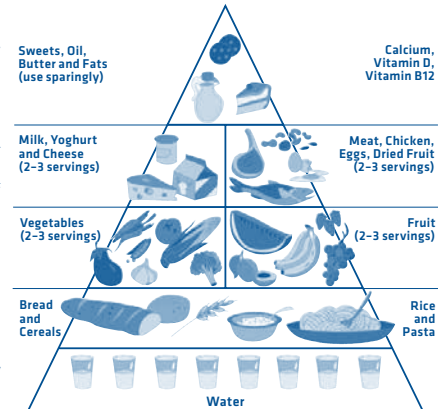 Sweets, Oil,
Butter and Fats
(use sparingly)
Calcium,
Vitamin D,
Vitamin B12
Milk, Yoghurt
and Cheese
(2–3 servings)
Meat, Chicken,
Eggs, Dried Fruit
(2–3 servings)
Vegetables
(2–3 servings)
Fruit
(2–3 servings)
Bread
and
Cereals
Rice
and
Pasta
Water